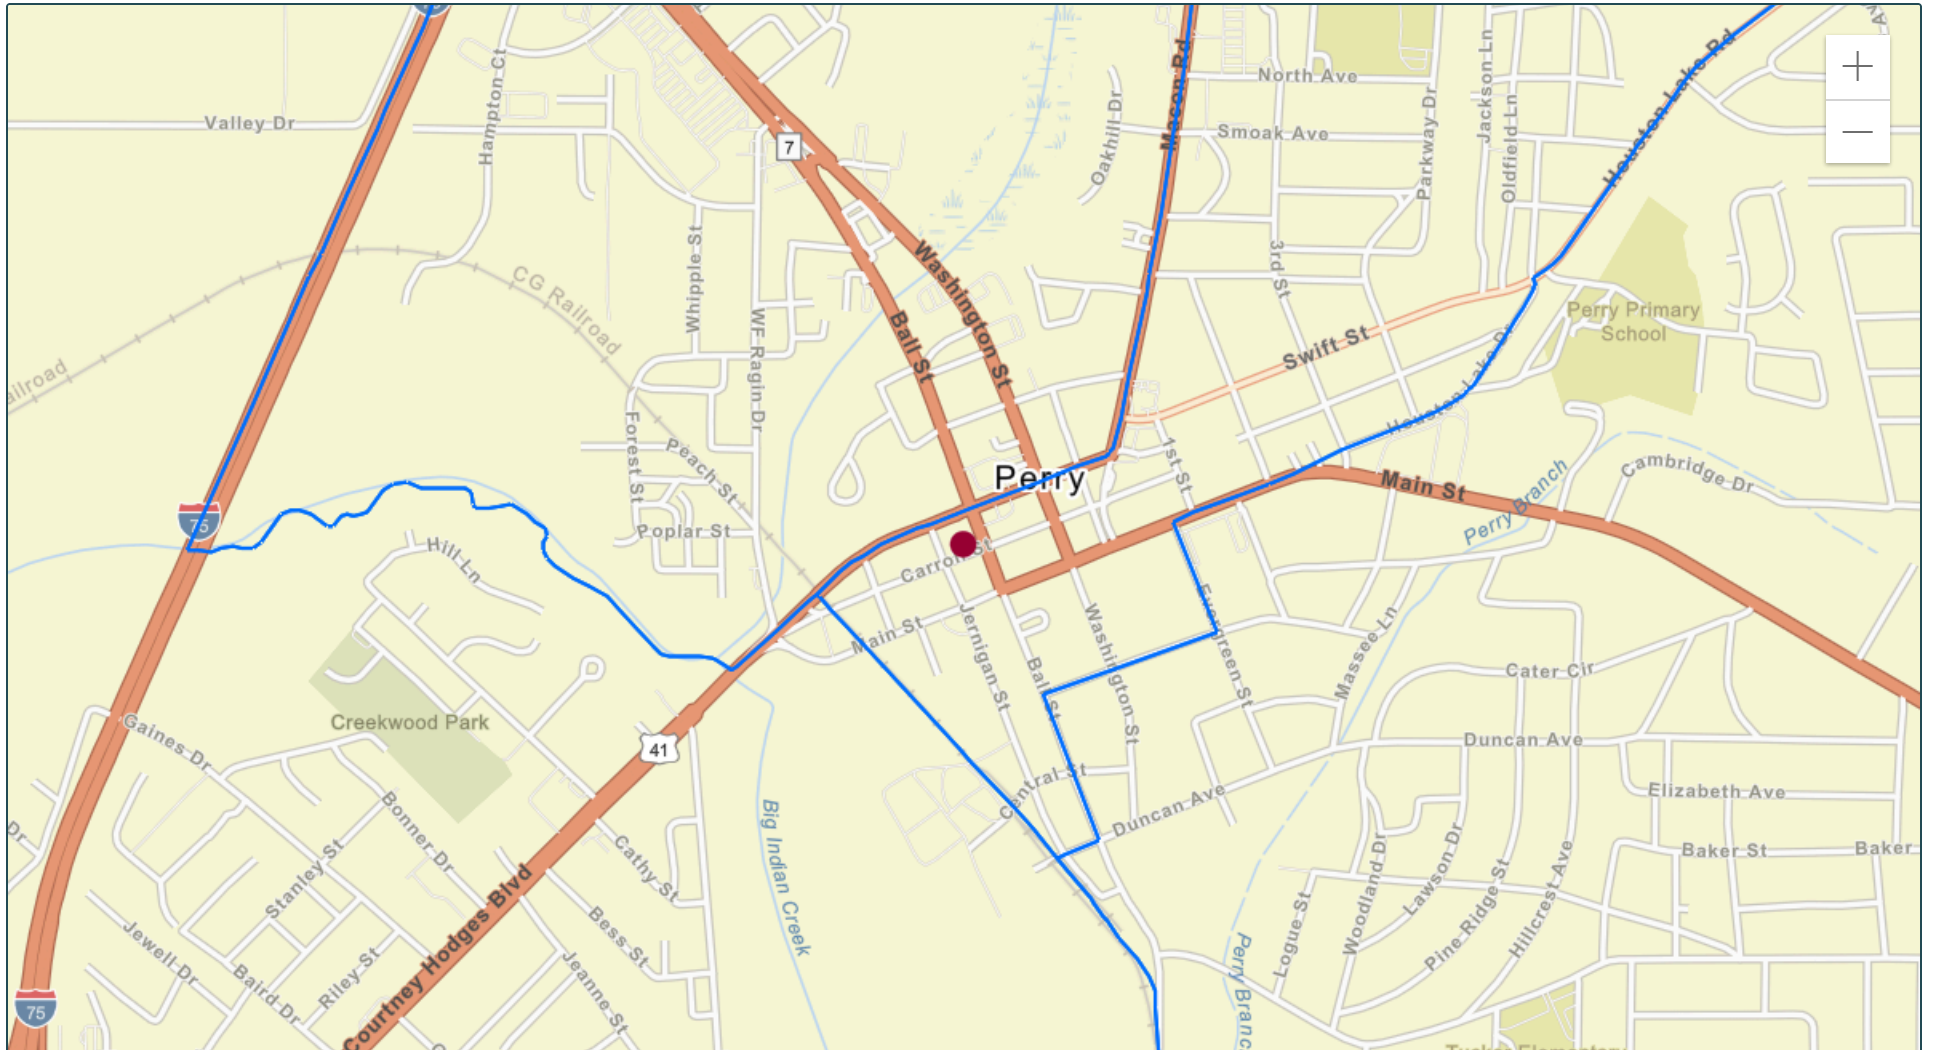 North Ave
Valley Dr
Hampton Ct
7
Oakhill Dr
Mason Rd
Smoak Ave
Parkway Dr
Jackson Ln
Oldfield Ln
Houston Lake Rd
Whipple St
WF Ragin Dr
CG Railroad
ailroad
Washington St
Ball St
3rd St
Swift St
Perry Primary
School
Houston Lake Dr
Forest St
Peach St
Perry
1st St
Main St
Cambridge Dr
Perry Branch
75
Poplar St
Hill Ln
Carroll St
Main St
Jernigan St
Ball St
Washington St
Evergreen St
Massee Ln
Cater Cir
Creekwood Park
Gaines Dr
41
Duncan Ave
Central St
Duncan Ave
Elizabeth Ave
Big Indian Creek
Bonner Dr
Stanley St
Cathy St
Dr
Baker St
Baker
Woodland Dr
Lawson Dr
Pine Ridge St
Hillcrest Ave
Logue St
Courtney Hodges Blvd
Bess St
Jewell Dr
Baird Dr
Riley St
Jeanne St
Perry Branc
75